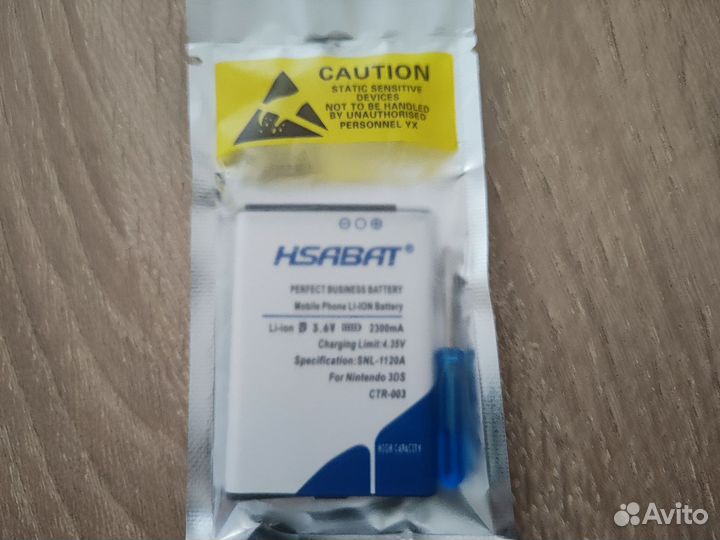 CAUTION
STATIC SENSITIVE
DEVICES
NOT TO BE HANDLED
BY UNAUTHORISED
PERSONNEL YX
HSABAT®
PERFECT BUSINESS BATTERY
Mobile Phone Li-ION Battery
Li-ion 3.6V 2300mA
Charging Limit:4.35V
Specification:SNL-1120A
For Nintendo 3DS
CTR-003
HIGH CAPACITY
Avito